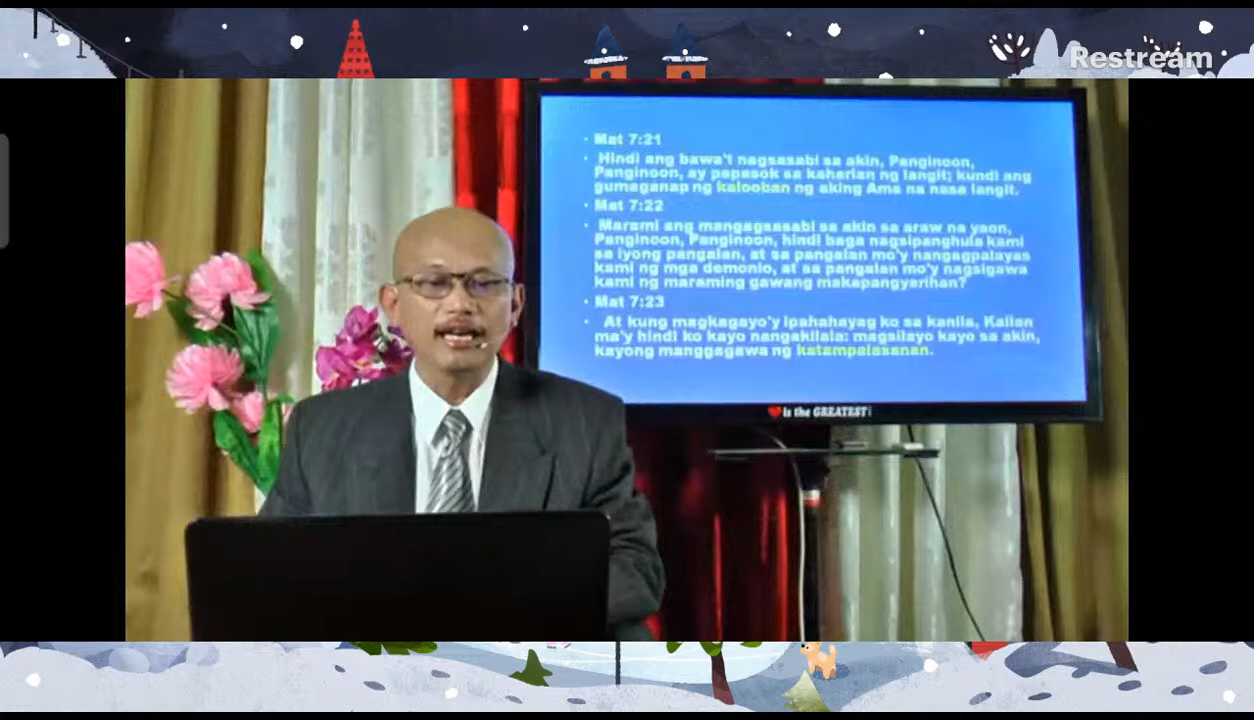 Restream
• Mat 7:21
• Hindi ang bawa't nagsasabi sa akin, Panginoon,
Panginoon, ay papasok sa kaharian ng langit; kundi ang
gumaganap ng kalooban ng aking Ama na nasa langit.
• Mat 7:22
• Marami ang mangagsasabi sa akin sa araw na yaon,
Panginoon, Panginoon, hindi baga nagsipanghula kami
sa iyong pangalan, at sa pangalan mo'y nangagpalayas
kami ng mga demonio, at sa pangalan mo'y nagsigawa
kami ng maraming gawang makapangyarihan?
• Mat 7:23
• At kung magkagayo'y ipahahayag ko sa kanila, Kailan
ma'y hindi ko kayo nangakilala: magsilayo kayo sa akin,
kayong manggagawa ng katampalasanan.
is the GREATEST!